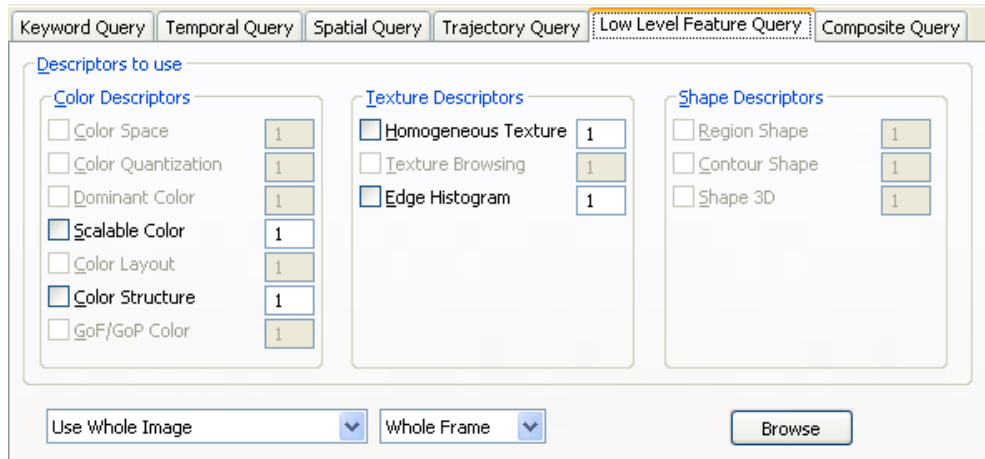 Keyword Query Temporal Query Spatial Query Trajectory Query Low Level Feature Query Composite Query
Descriptors to use
Color Descriptors
Color Space 1
Color Quantization 1
Dominant Color 1
Scalable Color 1
Color Layout 1
Color Structure 1
GoF/GoP Color 1
Texture Descriptors
Homogeneous Texture 1
Texture Browsing 1
Edge Histogram 1
Shape Descriptors
Region Shape 1
Contour Shape 1
Shape 3D 1
Use Whole Image Whole Frame Browse